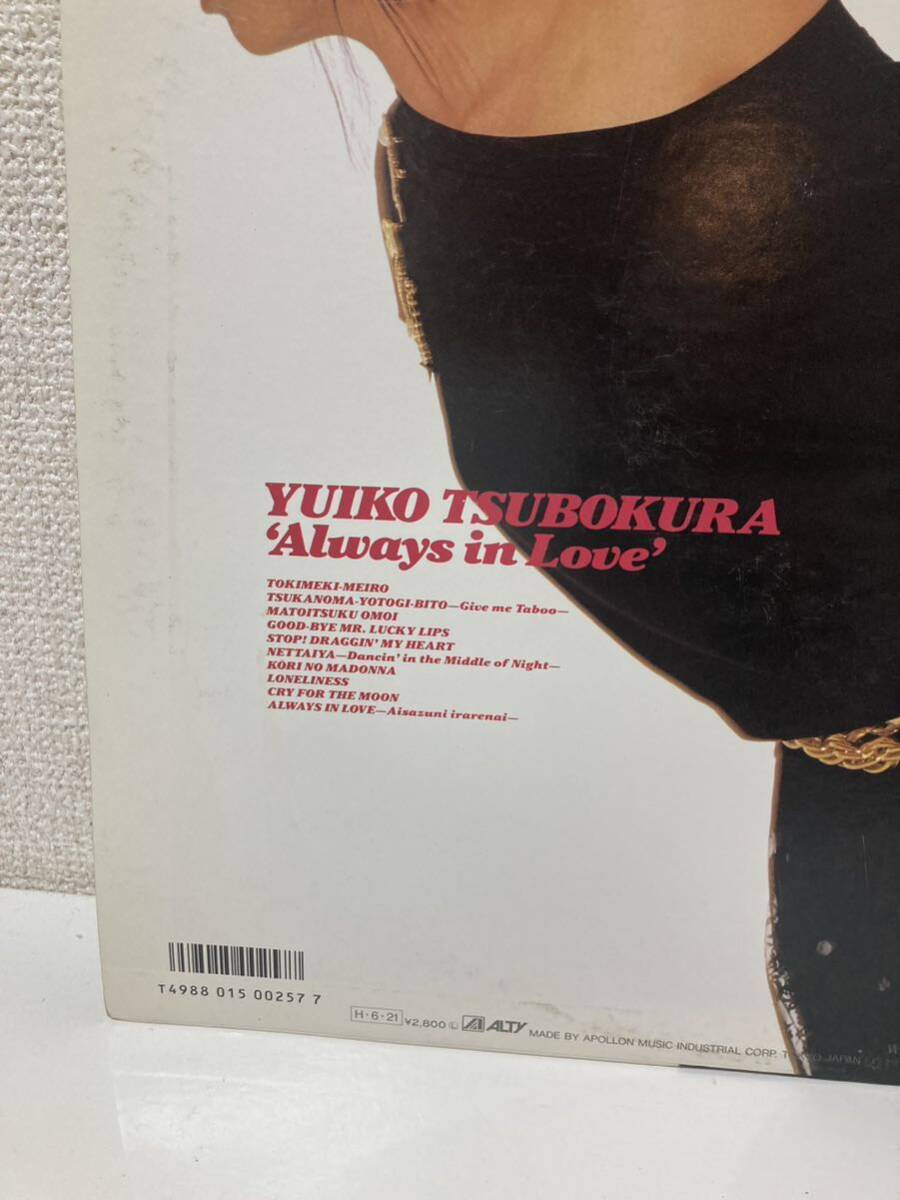 YUIKO TSUBOKURA
‘Always in Love’
TOKIMEKI-MEIRO
TSUKANOMA-YOTOGI-BITO—Give me Taboo—
MATOITSUKU OMOI
GOOD-BYE MR. LUCKY LIPS
STOP! DRAGGIN' MY HEART
NETTAIYA—Dancin' in the Middle of Night—
KORI NO MADONNA
LONELINESS
CRY FOR THE MOON
ALWAYS IN LOVE—Aisazuni irarenai—
T4988 015 00257 7
H·6·21 ¥2,800 Ⓛ ALTY MADE BY APOLLON MUSIC INDUSTRIAL CORP. JAPAN